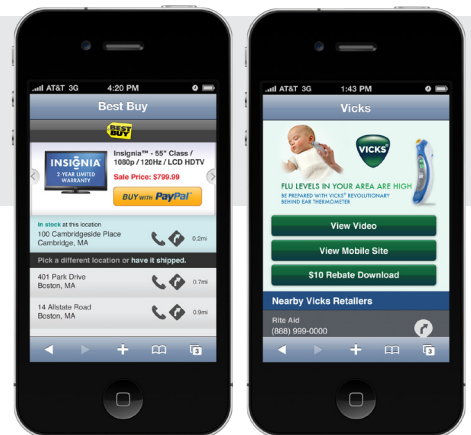 AT&T 3G 4:20 PM
Best Buy
BEST
BUY
INSIGNIA
2 YEAR LIMITED
WARRANTY
Insignia™ - 55" Class /
1080p / 120Hz / LCD HDTV
Sale Price: $799.99
BUY WITH PayPal
In stock at this location
100 Cambridgeside Place
Cambridge, MA
0.2mi
Pick a different location or have it shipped.
401 Park Drive
Boston, MA
0.7mi
14 Allstate Road
Boston, MA
0.9mi
3
AT&T 3G 1:43 PM
Vicks
VICKS
FLU LEVELS IN YOUR AREA ARE HIGH
BE PREPARED WITH VICKS® REVOLUTIONARY
BEHIND EAR THERMOMETER
View Video
View Mobile Site
$10 Rebate Download
Nearby Vicks Retailers
Rite Aid
(888) 999-0000
3